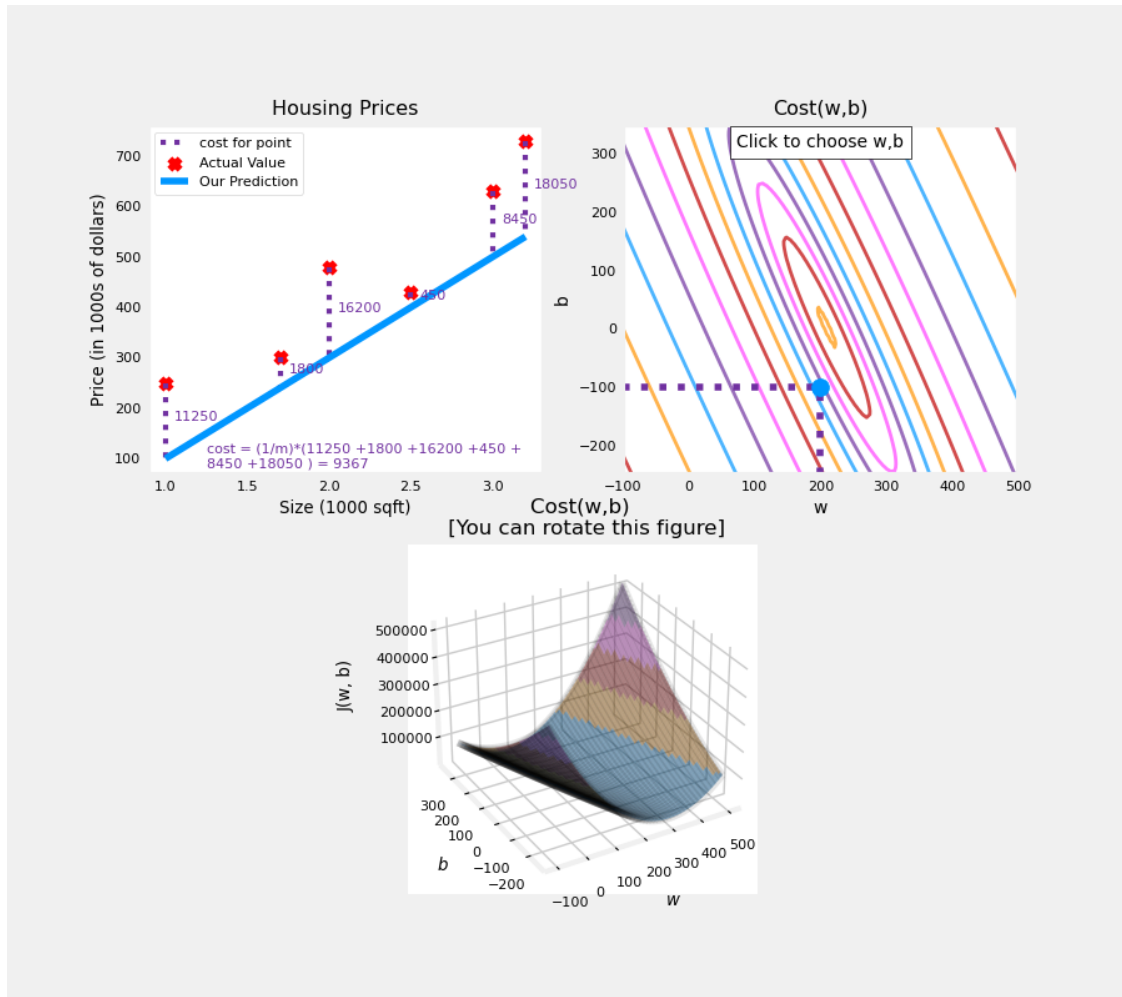 Housing Prices
cost for point
Actual Value
Our Prediction
Price (in 1000s of dollars)
700
600
500
400
300
200
100
11250
1800
16200
450
8450
18050
cost = (1/m)*(11250 +1800 +16200 +450 +
8450 +18050 ) = 9367
1.0 1.5 2.0 2.5 3.0
Size (1000 sqft)
Cost(w,b)
Click to choose w,b
b
300
200
100
0
−100
−200
−100 0 100 200 300 400 500
w
Cost(w,b)
[You can rotate this figure]
J(w, b)
500000
400000
300000
200000
100000
300
200
100
0
−100
−200
b
−100 0 100 200 300 400 500
w